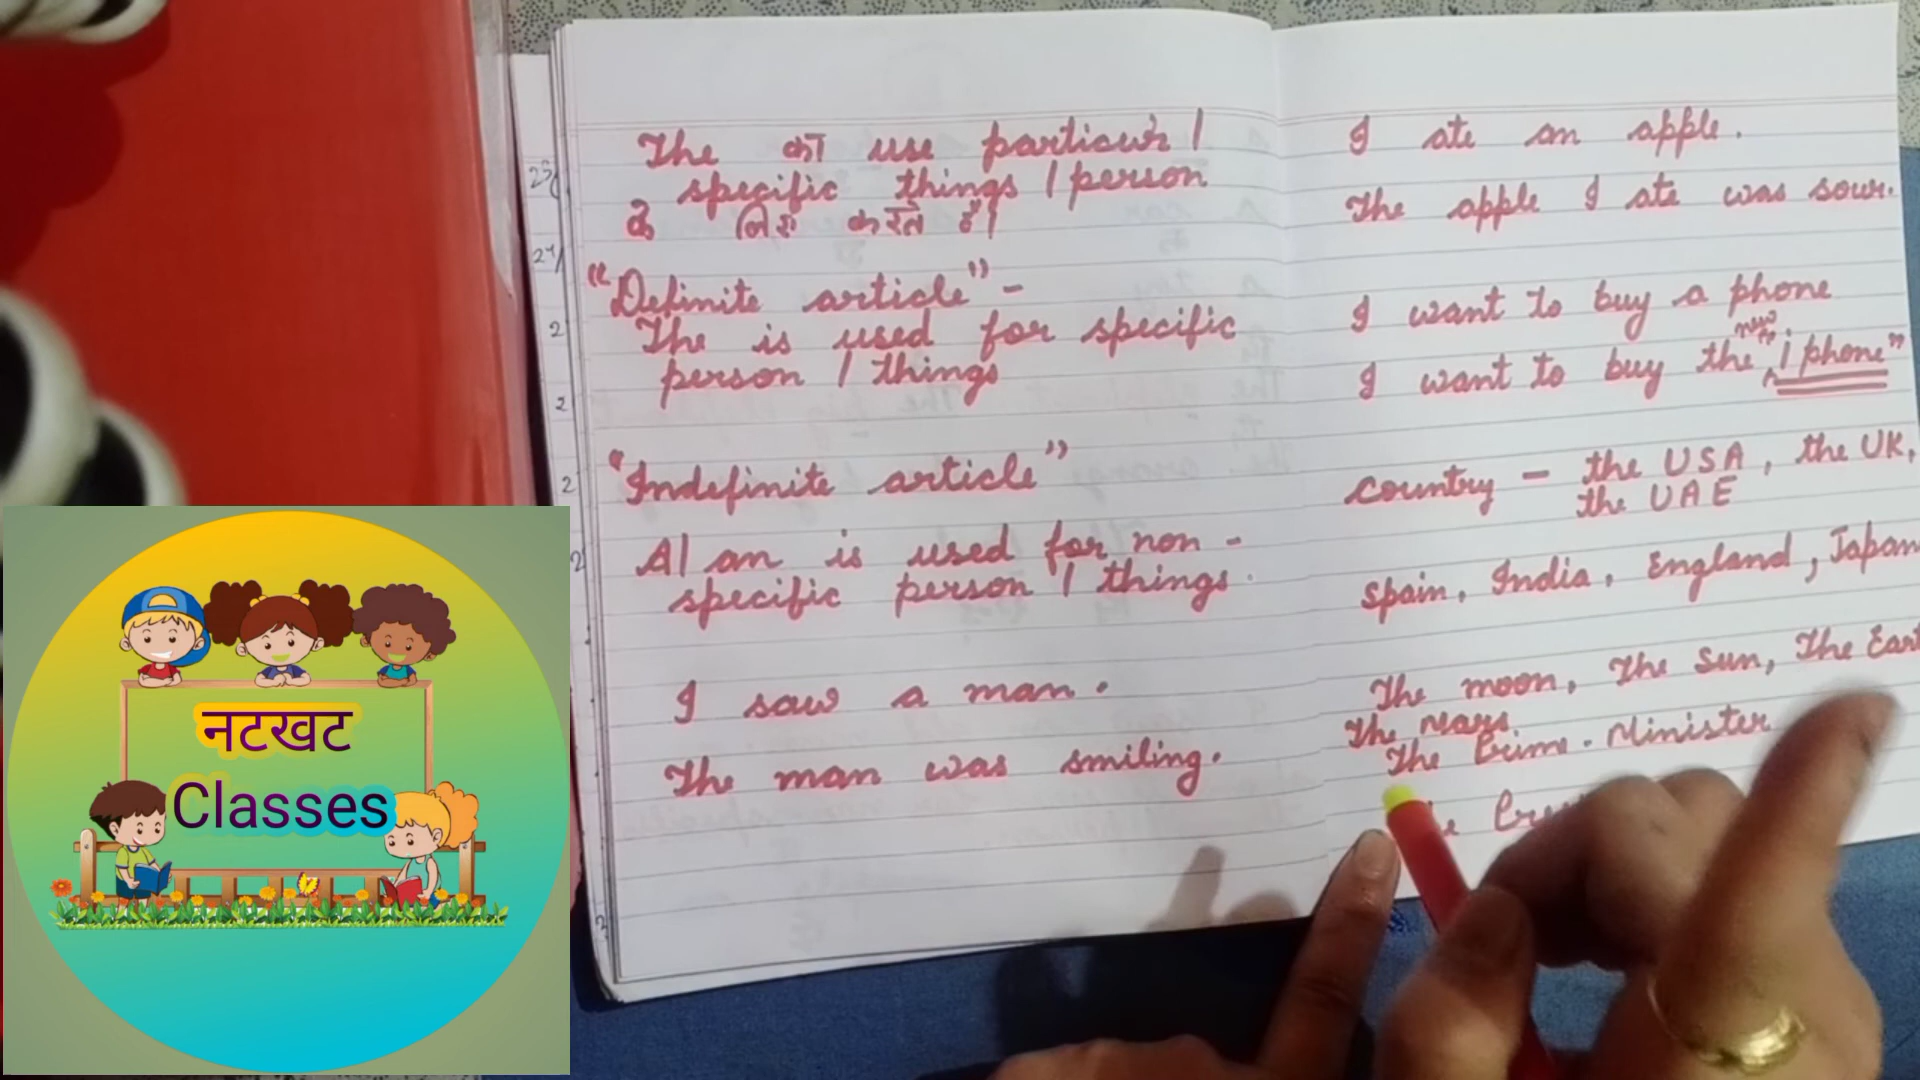 The का use particulr /
specific things / person
के लिए करते हैं।
"Definite article" -
The is used for specific
person / things
"Indefinite article"
A/ an is used for non -
specific person / things.
I saw a man.
The man was smiling.
I ate an apple.
The apple I ate was sour.
I want to buy a phone
new
I want to buy the "i phone"
country - the USA, the UK,
the UAE
Spain, India, England, Japan
The moon, The Sun, The Eart
The mars
The Prime - Minister
नटखट
Classes